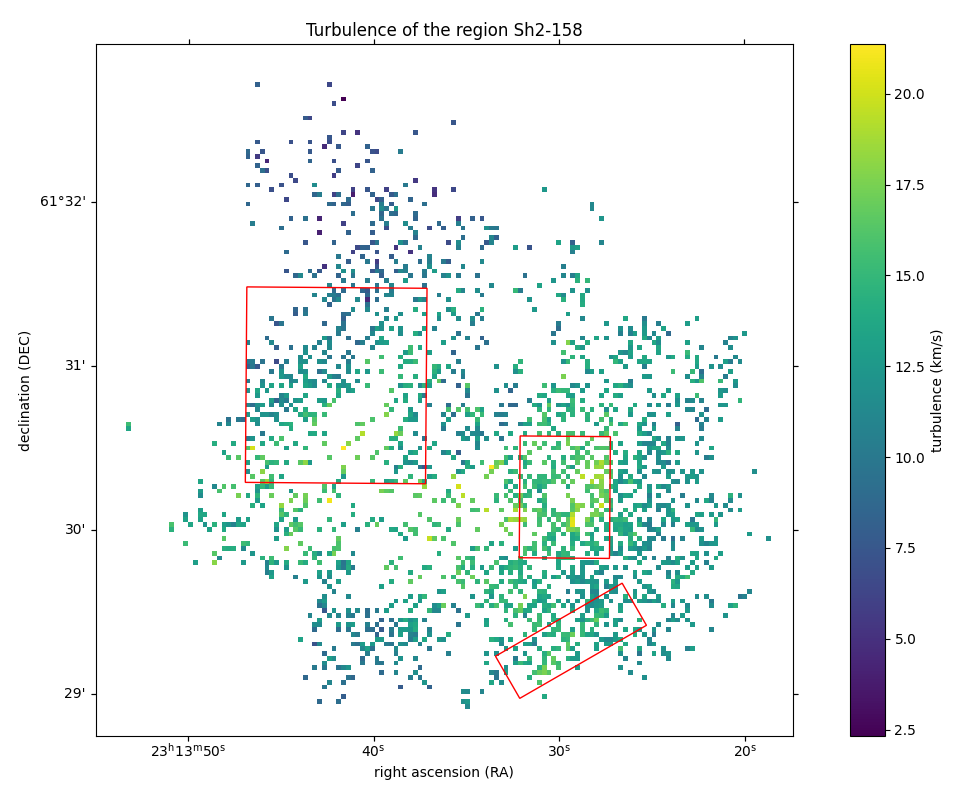 Turbulence of the region Sh2-158
20.0
17.5
61°32'
15.0
31'
12.5
declination (DEC)
turbulence (km/s)
10.0
30'
7.5
5.0
29'
2.5
23ʰ13ᵐ50ˢ 40ˢ 30ˢ 20ˢ
right ascension (RA)